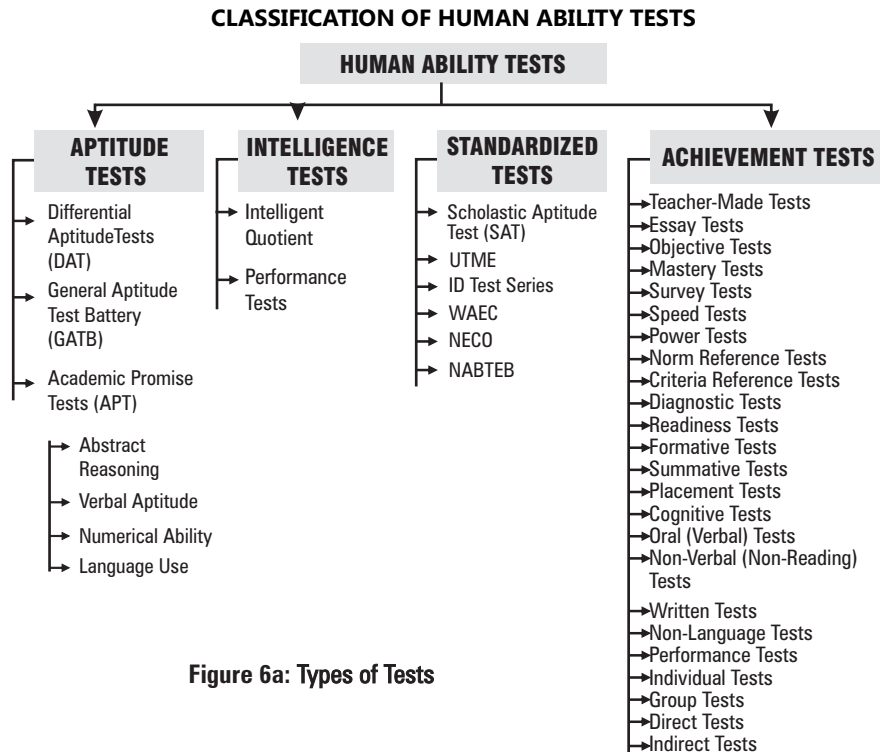 CLASSIFICATION OF HUMAN ABILITY TESTS
HUMAN ABILITY TESTS
APTITUDE
TESTS
Differential
AptitudeTests
(DAT)
General Aptitude
Test Battery
(GATB)
Academic Promise
Tests (APT)
Abstract
Reasoning
Verbal Aptitude
Numerical Ability
Language Use
INTELLIGENCE
TESTS
Intelligent
Quotient
Performance
Tests
STANDARDIZED
TESTS
Scholastic Aptitude
Test (SAT)
UTME
ID Test Series
WAEC
NECO
NABTEB
ACHIEVEMENT TESTS
Teacher-Made Tests
Essay Tests
Objective Tests
Mastery Tests
Survey Tests
Speed Tests
Power Tests
Norm Reference Tests
Criteria Reference Tests
Diagnostic Tests
Readiness Tests
Formative Tests
Summative Tests
Placement Tests
Cognitive Tests
Oral (Verbal) Tests
Non-Verbal (Non-Reading)
Tests
Written Tests
Non-Language Tests
Performance Tests
Individual Tests
Group Tests
Direct Tests
Indirect Tests
Figure 6a: Types of Tests